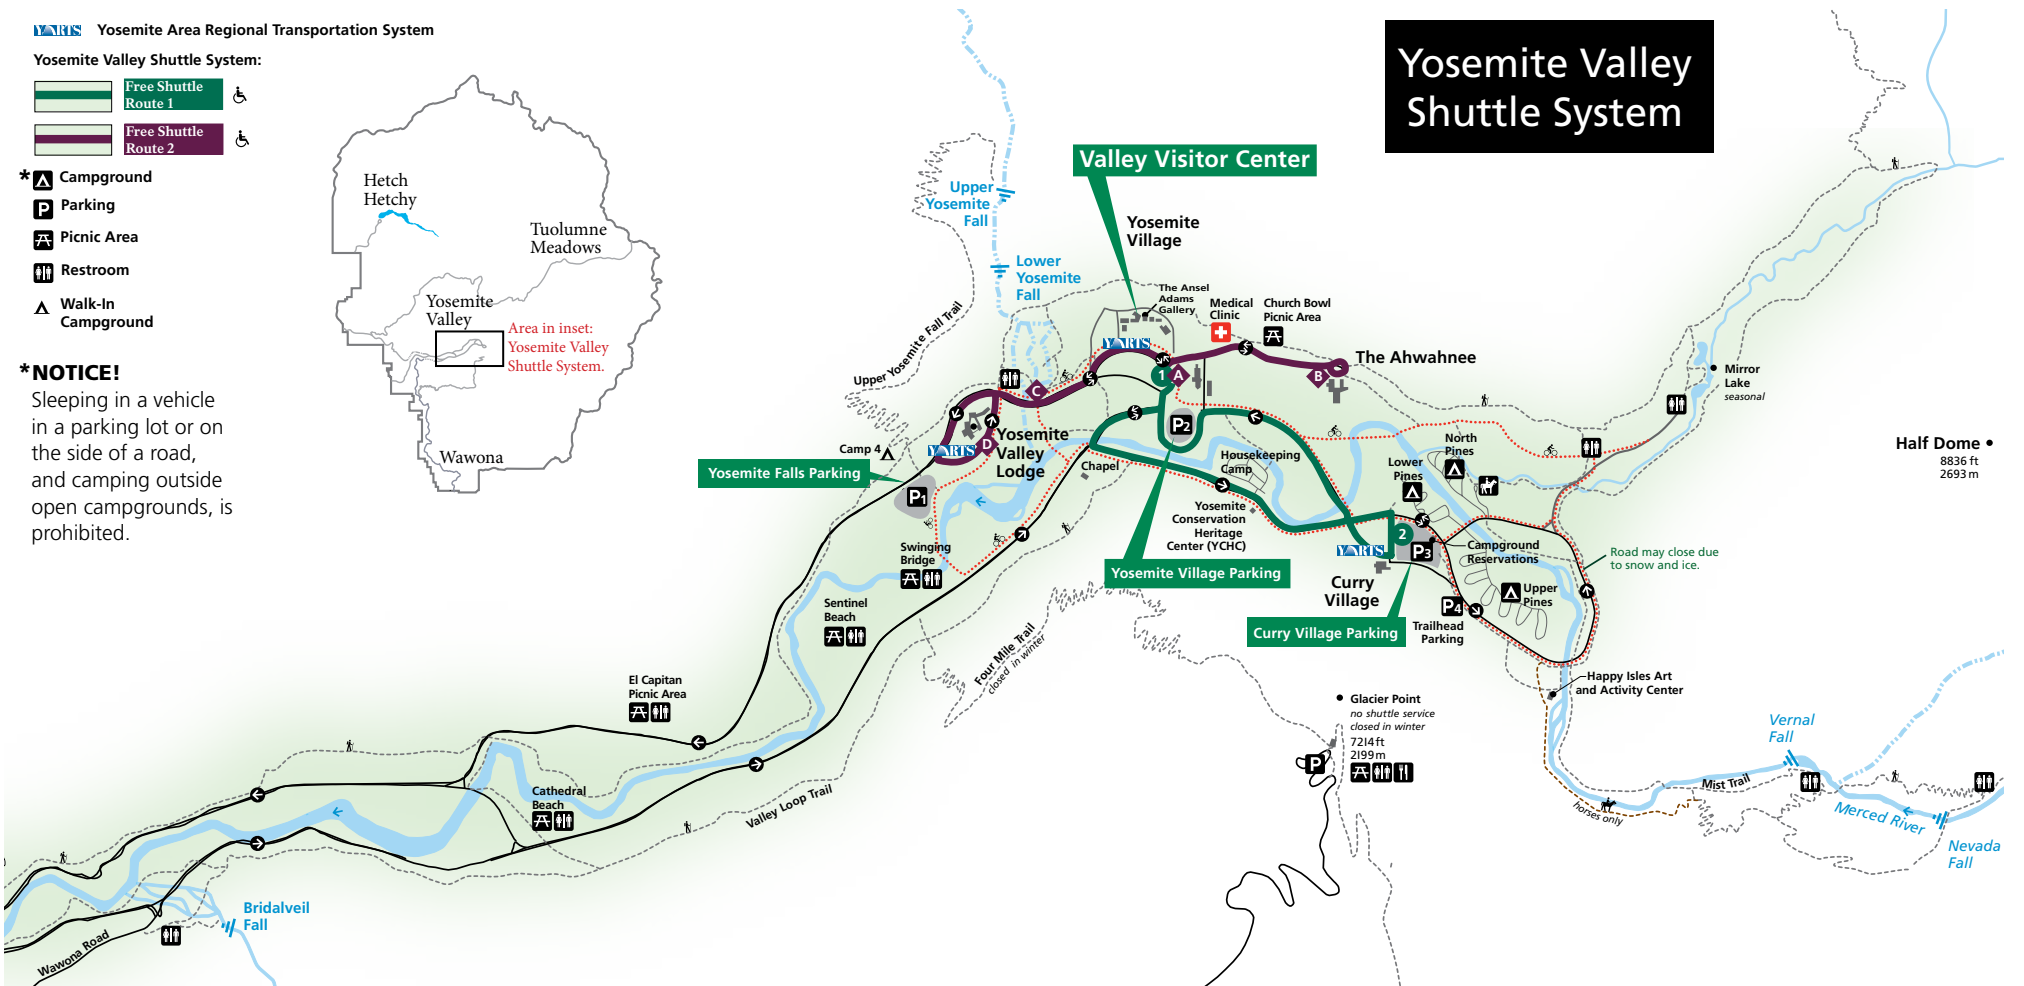 YARTS Yosemite Area Regional Transportation System
Yosemite Valley Shuttle System:
Free Shuttle
Route 1
Free Shuttle
Route 2
* Campground
P Parking
Picnic Area
Restroom
Walk-In
Campground
*NOTICE!
Sleeping in a vehicle
in a parking lot or on
the side of a road,
and camping outside
open campgrounds, is
prohibited.
Hetch
Hetchy
Tuolumne
Meadows
Yosemite
Valley
Area in inset:
Yosemite Valley
Shuttle System.
Wawona
Yosemite Valley
Shuttle System
Valley Visitor Center
Upper
Yosemite
Fall
Yosemite
Village
Lower
Yosemite
Fall
The Ansel
Adams
Gallery
Medical
Clinic
Church Bowl
Picnic Area
YARTS
The Ahwahnee
1
A
B
C
D
Upper Yosemite Fall Trail
Mirror
Lake
seasonal
Half Dome
8836 ft
2693 m
P2
Camp 4
YARTS
Yosemite
Valley
Lodge
Yosemite Falls Parking
P1
Chapel
Housekeeping
Camp
North
Pines
Lower
Pines
Yosemite
Conservation
Heritage
Center (YCHC)
2
YARTS
P3
Campground
Reservations
Road may close due
to snow and ice.
Swinging
Bridge
Yosemite Village Parking
Curry
Village
Upper
Pines
P4
Trailhead
Parking
Sentinel
Beach
Curry Village Parking
Four Mile Trail
closed in winter
El Capitan
Picnic Area
Happy Isles Art
and Activity Center
Glacier Point
no shuttle service
closed in winter
7214 ft
2199 m
P
Vernal
Fall
Mist Trail
horses only
Merced River
Nevada
Fall
Cathedral
Beach
Valley Loop Trail
Bridalveil
Fall
Wawona Road